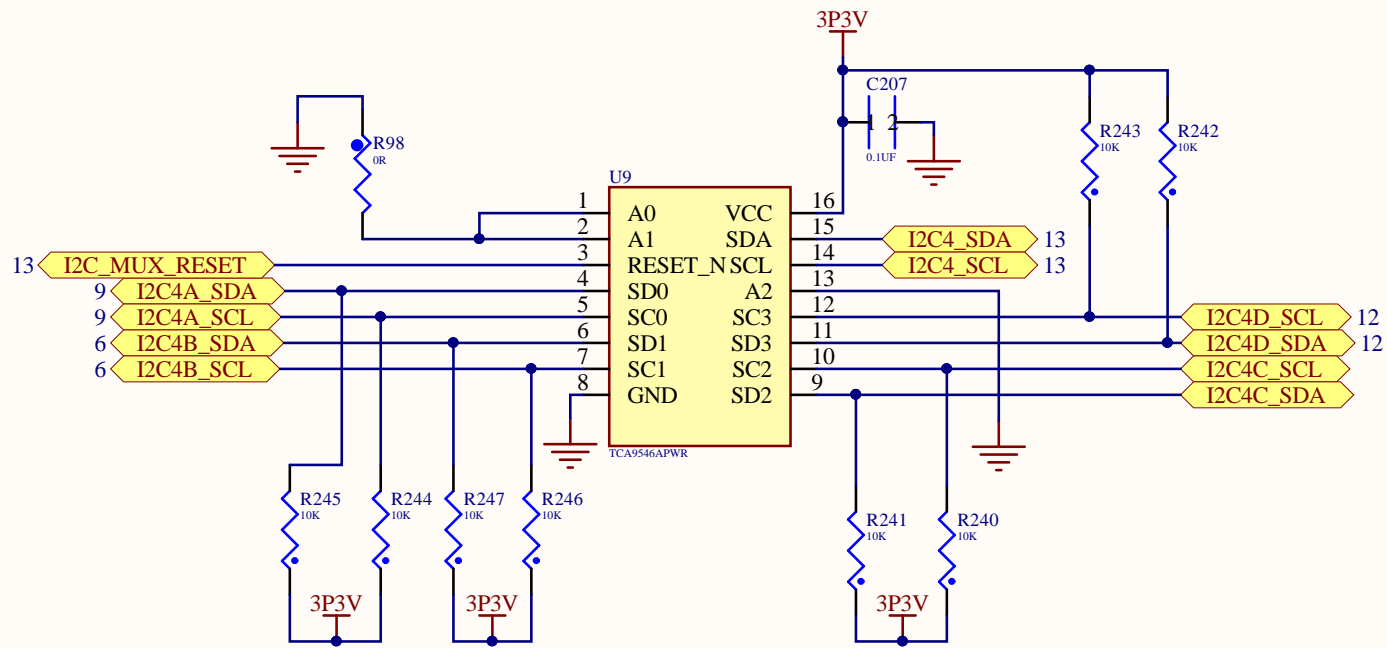 3P3V
C207
1 2
0.1UF
R98
0R
R243
10K
R242
10K
U9
1 A0 VCC 16
2 A1 SDA 15 I2C4_SDA 13
13 I2C_MUX_RESET 3 RESET_N SCL 14 I2C4_SCL 13
9 I2C4A_SDA 4 SD0 A2 13
9 I2C4A_SCL 5 SC0 SC3 12 I2C4D_SCL 12
6 I2C4B_SDA 6 SD1 SD3 11 I2C4D_SDA 12
6 I2C4B_SCL 7 SC1 SC2 10 I2C4C_SCL
8 GND SD2 9 I2C4C_SDA
TCA9546APWR
R245
10K
R244
10K
R247
10K
R246
10K
R241
10K
R240
10K
3P3V 3P3V 3P3V